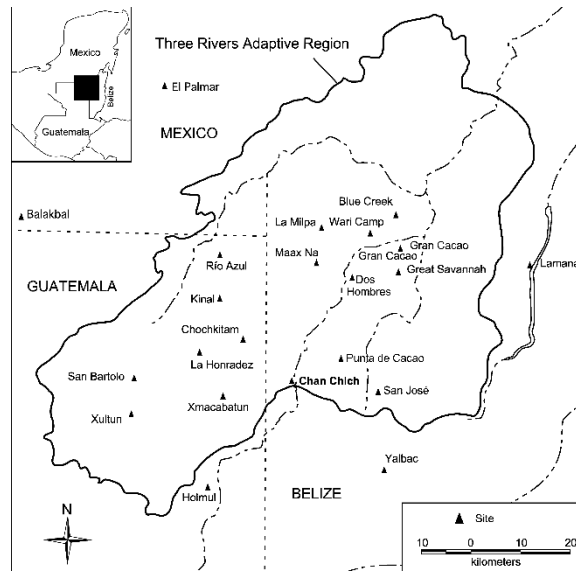 Mexico
Belize
Guatemala
Three Rivers Adaptive Region
El Palmar
MEXICO
Balakbal
Blue Creek
La Milpa
Wari Camp
Gran Cacao
Gran Cacao
Maax Na
Río Azul
Lamanai
Great Savannah
Dos
Hombres
GUATEMALA
Kinal
Chochkitam
La Honradez
Punta de Cacao
San Bartolo
Chan Chich
San José
Xmacabatun
Xultun
Yalbac
Holmul
BELIZE
N
Site
10 0 10 20
kilometers